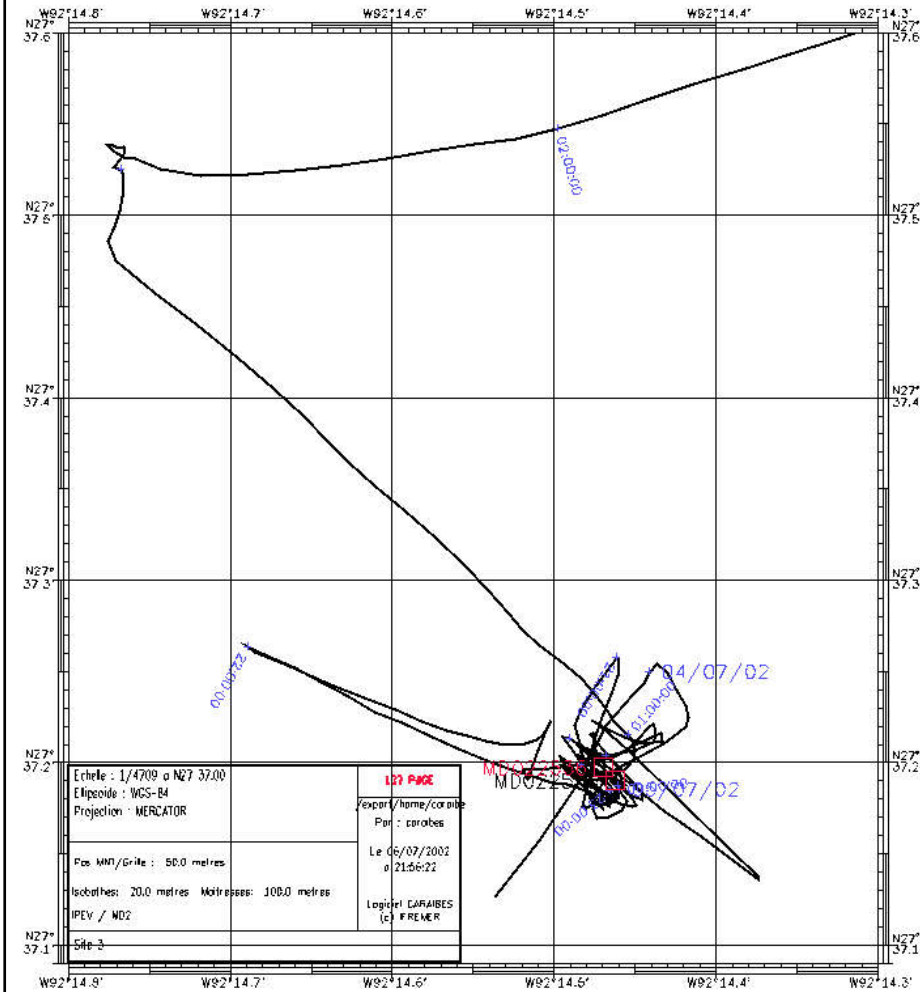 W92°14.8' W92°14.7' W92°14.6' W92°14.5' W92°14.4' W92°14.3'
N27° 37.6' N27° 37.6'
02:00:00
N27° 37.5' N27° 37.5'
N27° 37.4' N27° 37.4'
N27° 37.3' N27° 37.3'
22:00:00
04/07/02
01:00:00
N27° 37.2' N27° 37.2'
/07/02
Echelle : 1/4709 a N27 37.00
Ellipsoide : WGS-84
Projection : MERCATOR
Pas MNT/Grille : 50.0 metres
Isobathes: 20.0 metres Maitresses: 100.0 metres
IPEV / MD2
Site 3
/export/home/caraibe
Par : caraibes
Le 06/07/2002
a 21:56:22
Logiciel CARAIBES
N27° 37.1' N27° 37.1'
W92°14.8' W92°14.7' W92°14.6' W92°14.5' W92°14.4' W92°14.3'